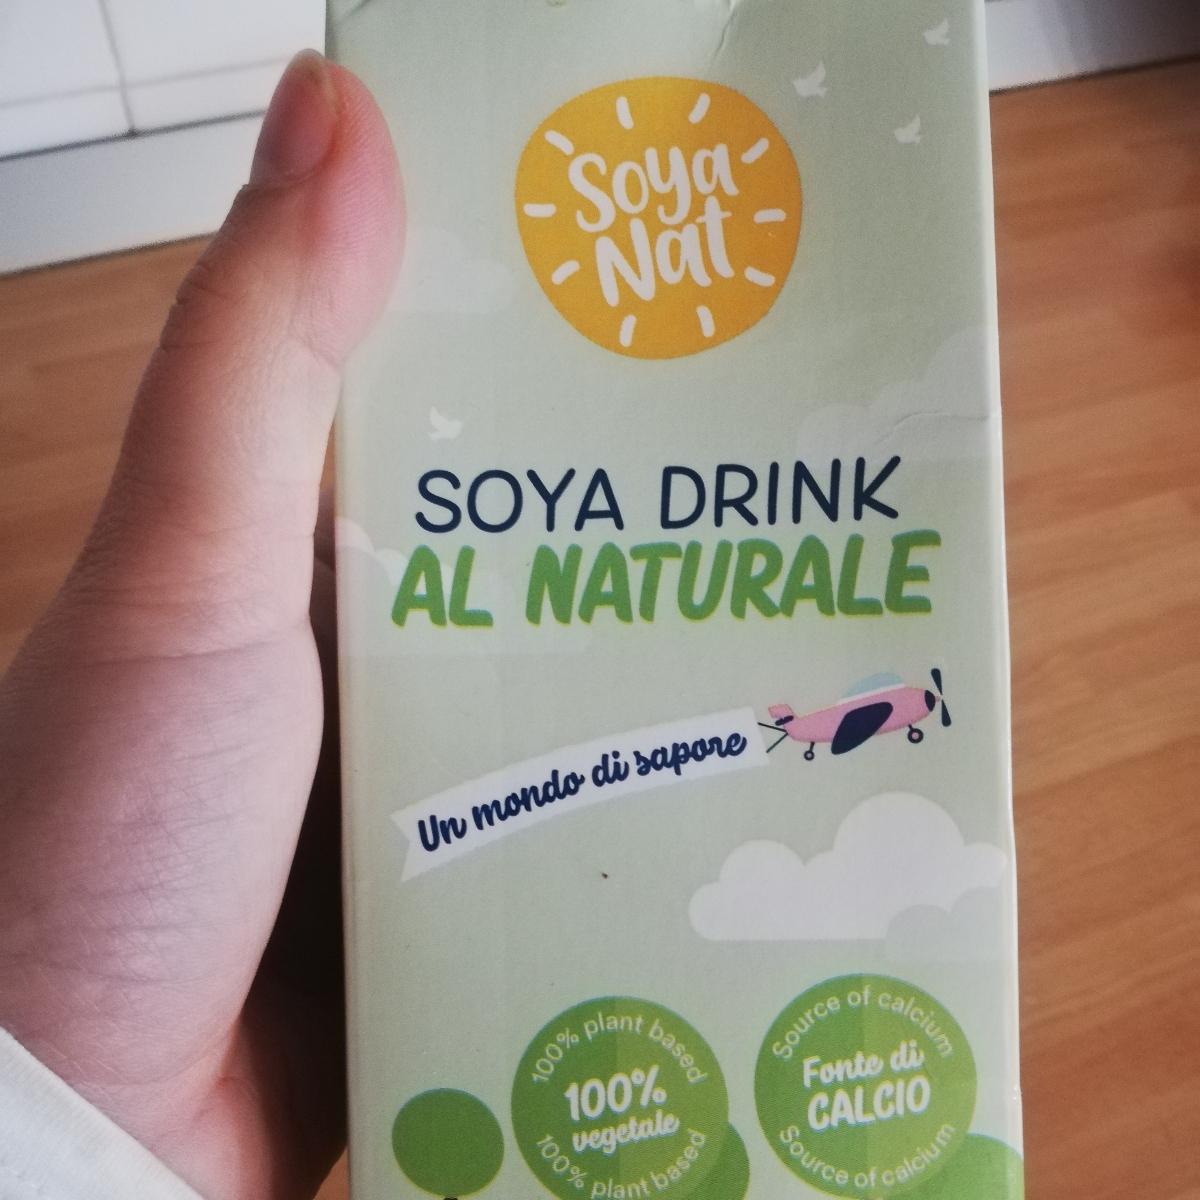 Soya
Nat
SOYA DRINK
AL NATURALE
Un mondo di sapore
100% plant based
100%
vegetale
100% plant based
Source of calcium
Fonte di
CALCIO
Source of calcium